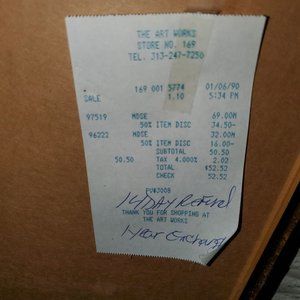 THE ART WORKS
STORE NO. 169
TEL. 313-247-7250
169 001 5774 01/06/90
SALE 1.10 5:34 PM
97519 MDSE 69.00N
50% ITEM DISC 34.50-
96222 MDSE 32.00N
50% ITEM DISC 16.00-
SUBTOTAL 50.50
50.50 TAX 4.000% 2.02
TOTAL $52.52
CHECK 52.52
14 DAY Refund
THANK YOU FOR SHOPPING AT
THE ART WORKS
1 year Exchange